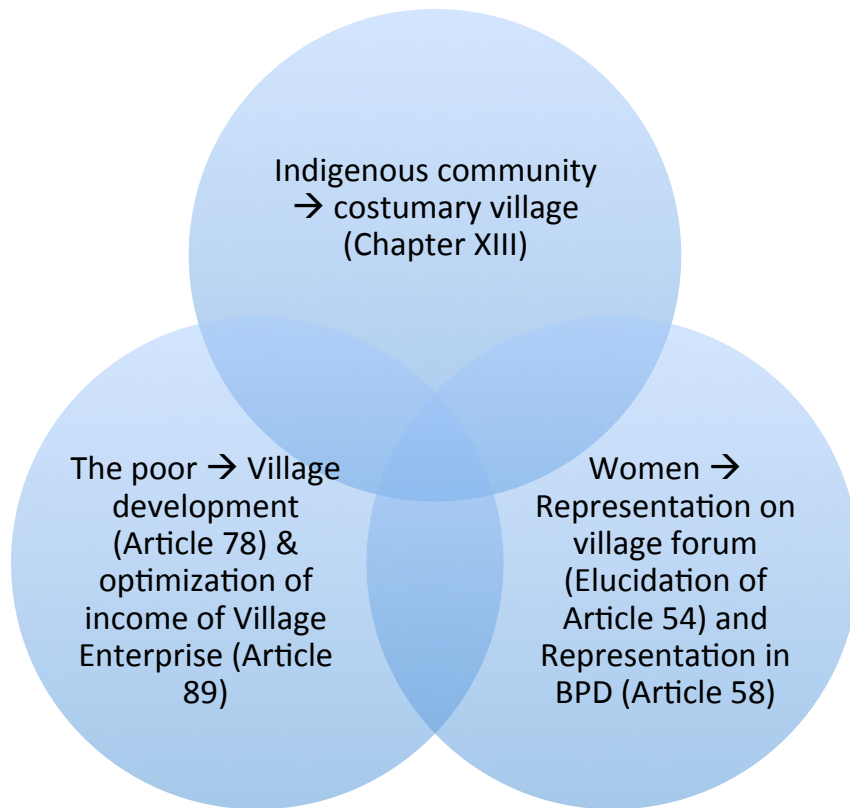 Indigenous community
→ costumary village
(Chapter XIII)
The poor → Village
development
(Article 78) &
optimization of
income of Village
Enterprise (Article
89)
Women →
Representation on
village forum
(Elucidation of
Article 54) and
Representation in
BPD (Article 58)